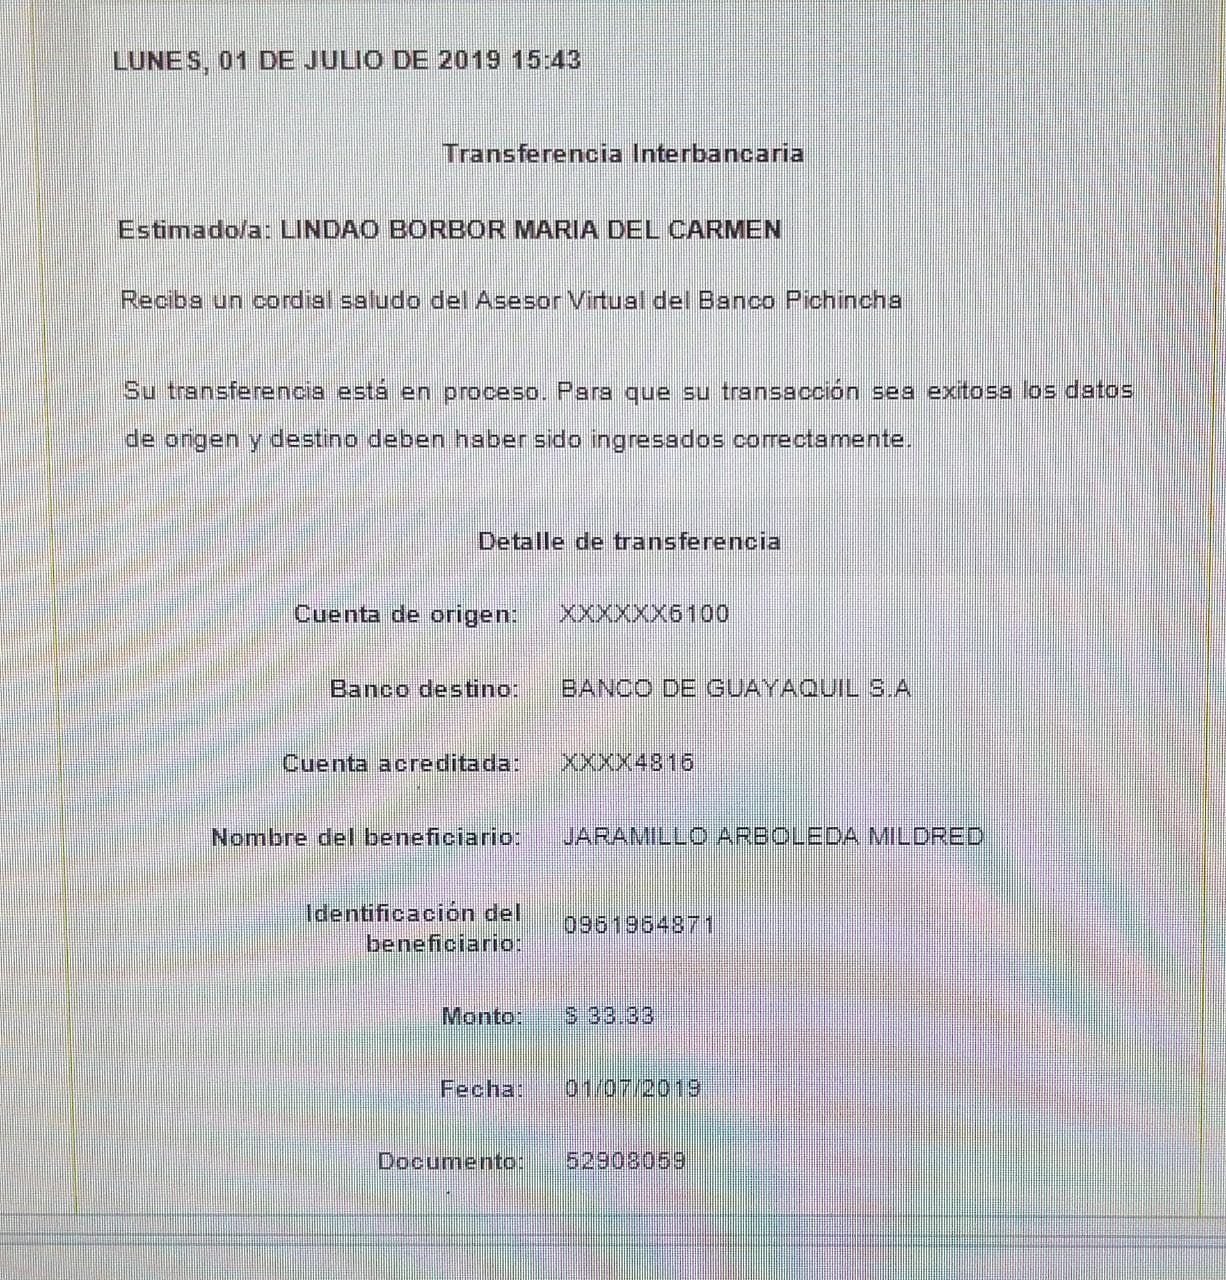 LUNES, 01 DE JULIO DE 2019 15:43
Transferencia Interbancaria
Estimado/a: LINDAO BORBOR MARIA DEL CARMEN
Reciba un cordial saludo del Asesor Virtual del Banco Pichincha
Su transferencia está en proceso. Para que su transacción sea exitosa los datos
de origen y destino deben haber sido ingresados correctamente.
Detalle de transferencia
Cuenta de origen: XXXXXX6100
Banco destino: BANCO DE GUAYAQUIL S.A
Cuenta acreditada: XXXX4816
Nombre del beneficiario: JARAMILLO ARBOLEDA MILDRED
Identificación del
beneficiario: 0961964871
Monto: $ 33.33
Fecha: 01/07/2019
Documento: 52908059